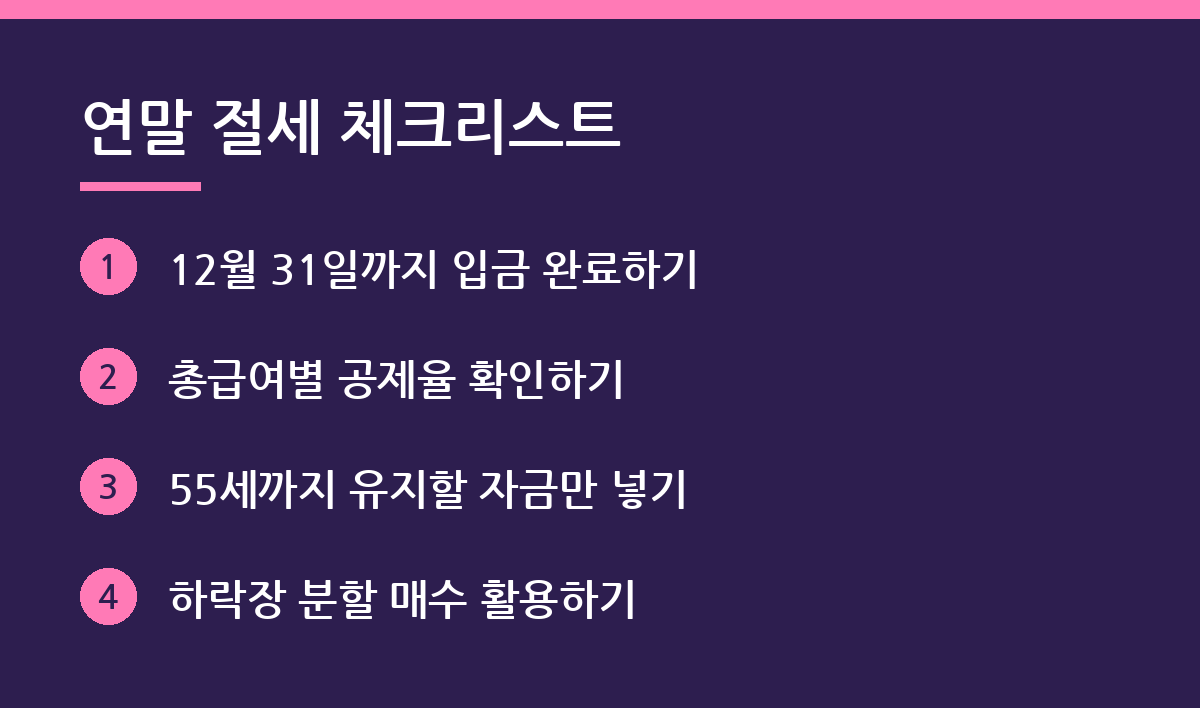 연말 절세 체크리스트
1 12월 31일까지 입금 완료하기
2 총급여별 공제율 확인하기
3 55세까지 유지할 자금만 넣기
4 하락장 분할 매수 활용하기